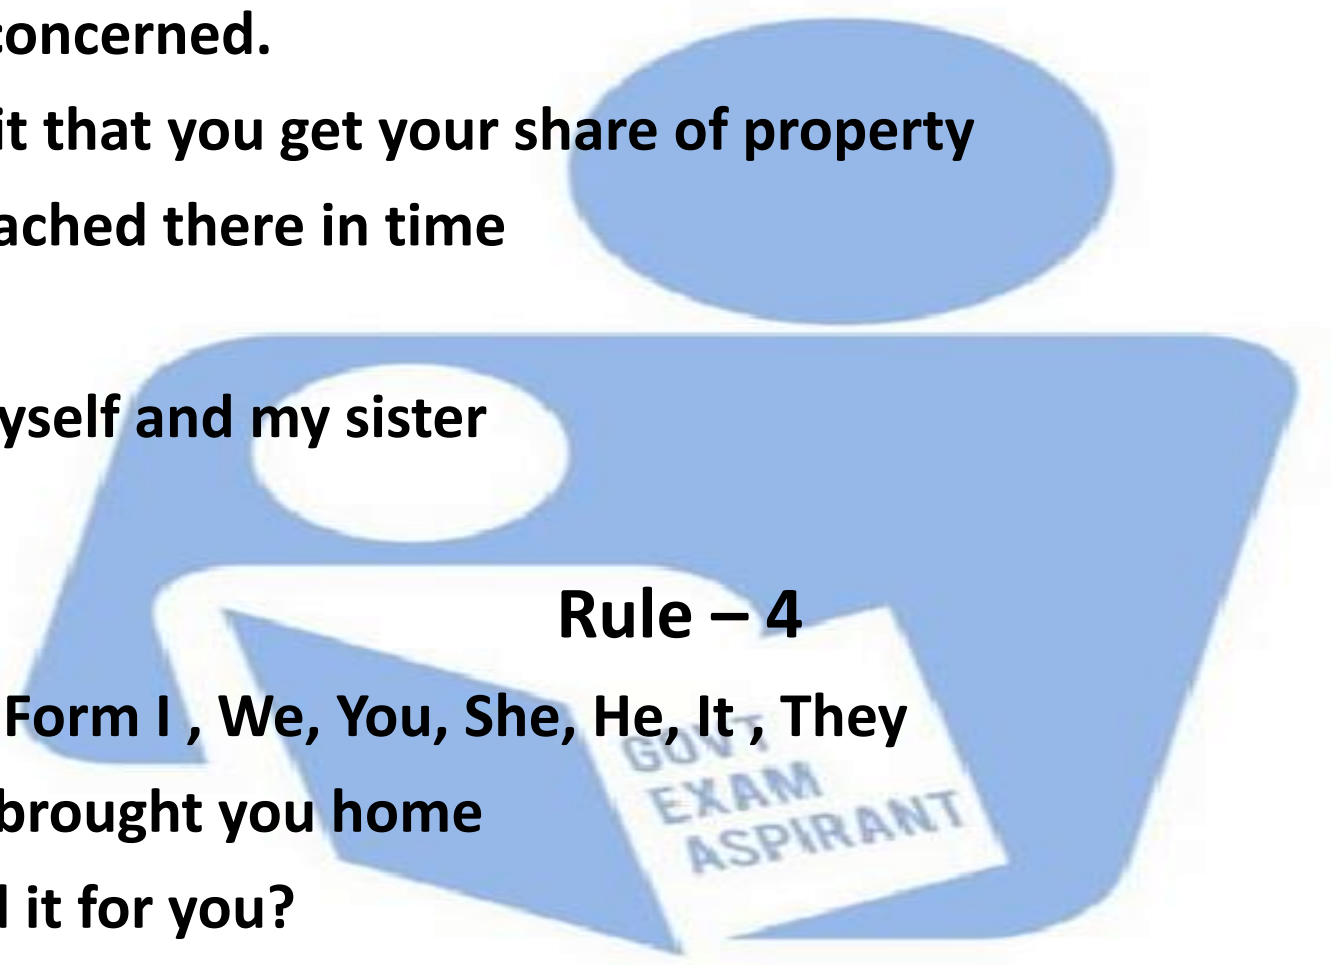 concerned.
it that you get your share of property
ached there in time
yself and my sister
Rule – 4
Form I , We, You, She, He, It , They
brought you home
it for you?
GOVT
EXAM
ASPIRANT